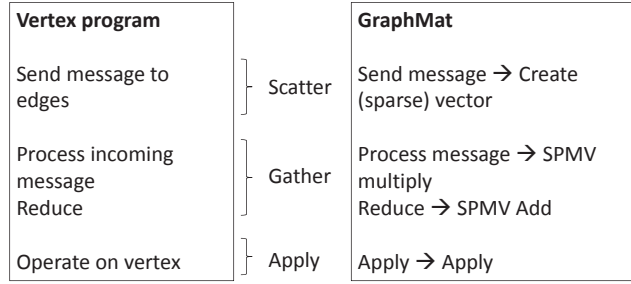 Vertex program
Send message to
edges
Process incoming
message
Reduce
Operate on vertex
Scatter
Gather
Apply
GraphMat
Send message → Create
(sparse) vector
Process message → SPMV
multiply
Reduce → SPMV Add
Apply → Apply